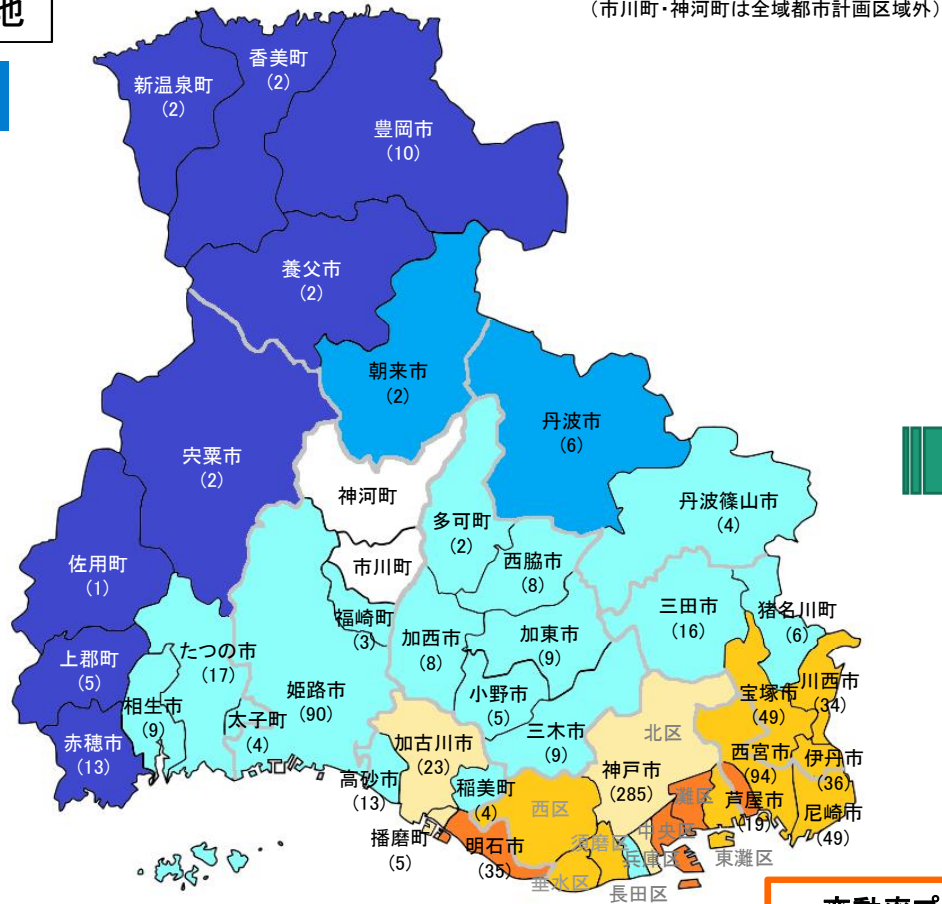 地
（市川町・神河町は全域都市計画区域外）
香美町
(2)
新温泉町
(2)
豊岡市
(10)
養父市
(2)
朝来市
(2)
丹波市
(6)
宍粟市
(2)
神河町
丹波篠山市
(4)
多可町
(2)
西脇市
(8)
市川町
佐用町
(1)
福崎町
(3)
三田市
(16)
猪名川町
(6)
加西市
(8)
加東市
(9)
たつの市
(17)
上郡町
(5)
姫路市
(90)
小野市
(5)
川西市
(34)
宝塚市
(49)
相生市
(9)
太子町
(4)
三木市
(9)
北区
赤穂市
(13)
加古川市
(23)
西宮市
(94)
伊丹市
(36)
神戸市
(285)
高砂市
(13)
稲美町
(4)
西区
灘区
芦屋市
(19)
尼崎市
(49)
播磨町
(5)
明石市
(35)
須磨区
中央区
兵庫区
東灘区
垂水区
長田区